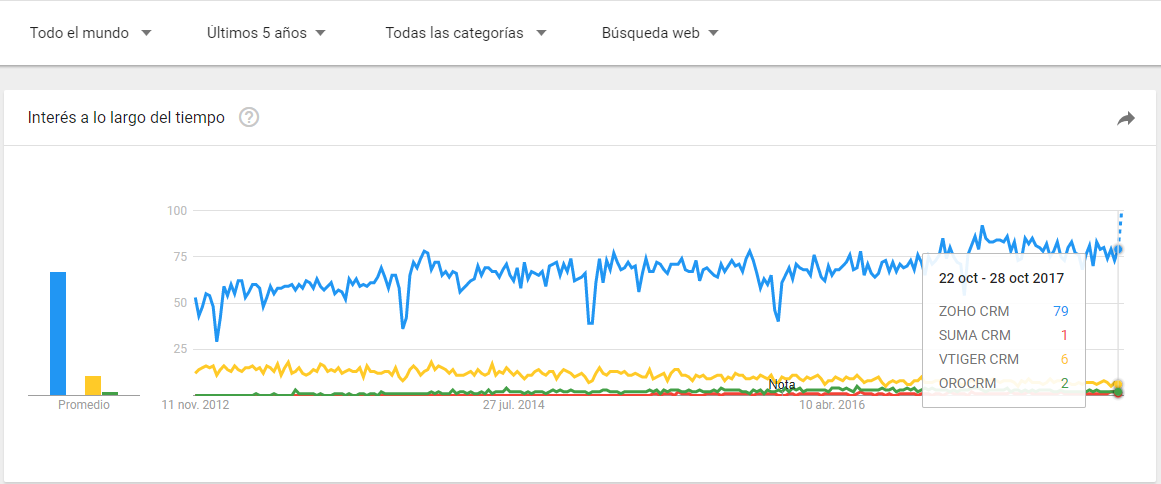 Todo el mundo Últimos 5 años Todas las categorías Búsqueda web
Interés a lo largo del tiempo ?
100
75
50
25
Nota
22 oct - 28 oct 2017
ZOHO CRM 79
SUMA CRM 1
VTIGER CRM 6
OROCRM 2
Promedio 11 nov. 2012 27 jul. 2014 10 abr. 2016